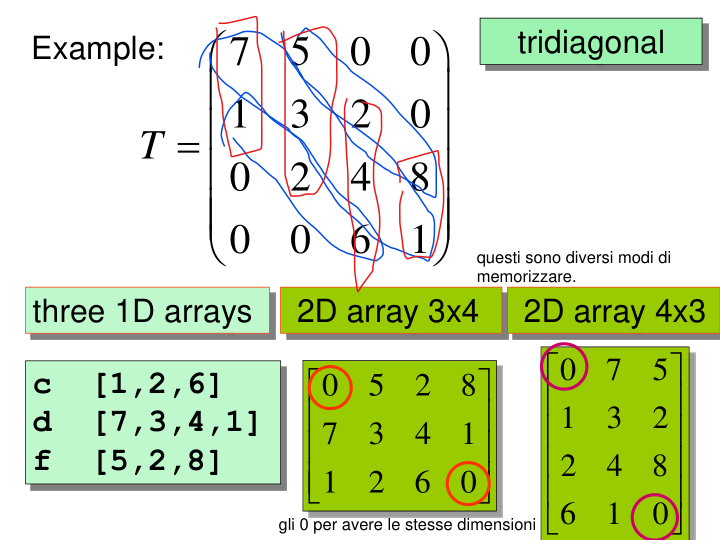 Example:
tridiagonal
T =
7 5 0 0
1 3 2 0
0 2 4 8
0 0 6 1
questi sono diversi modi di
memorizzare.
three 1D arrays
2D array 3x4
2D array 4x3
c [1,2,6]
d [7,3,4,1]
f [5,2,8]
0 5 2 8
7 3 4 1
1 2 6 0
0 7 5
1 3 2
2 4 8
6 1 0
gli 0 per avere le stesse dimensioni